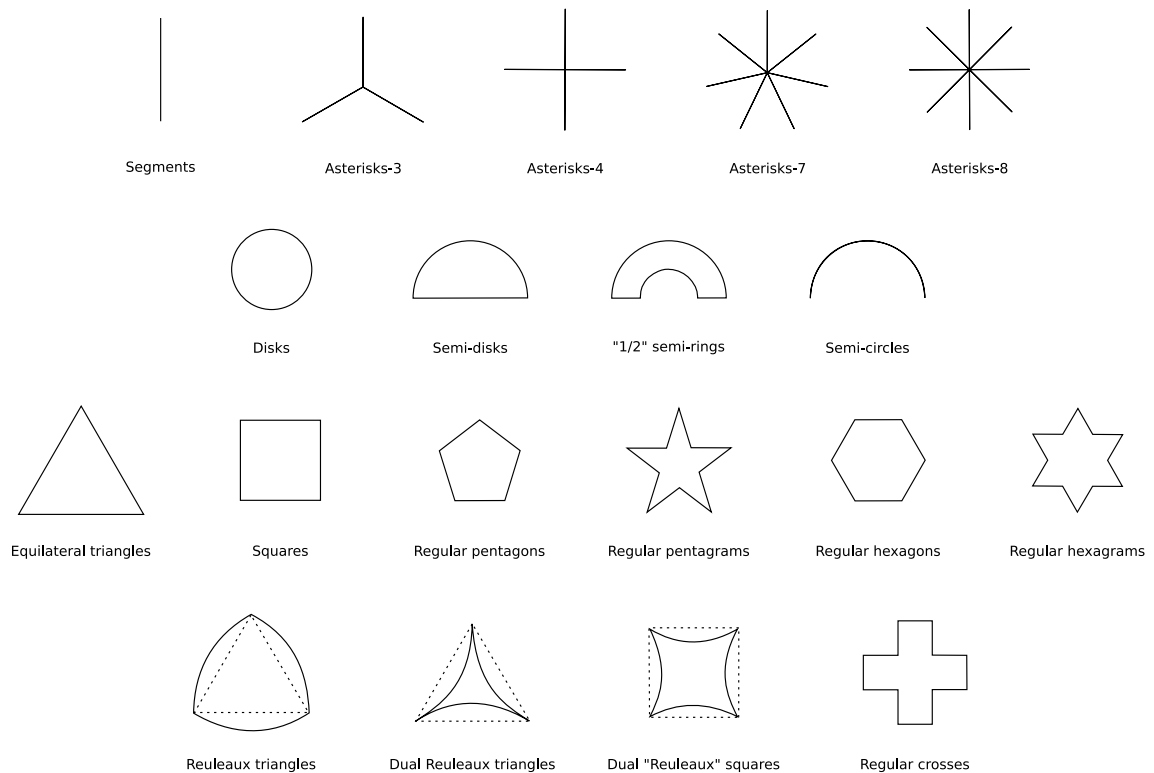 Segments Asterisks-3 Asterisks-4 Asterisks-7 Asterisks-8
Disks Semi-disks "1/2" semi-rings Semi-circles
Equilateral triangles Squares Regular pentagons Regular pentagrams Regular hexagons Regular hexagrams
Reuleaux triangles Dual Reuleaux triangles Dual "Reuleaux" squares Regular crosses